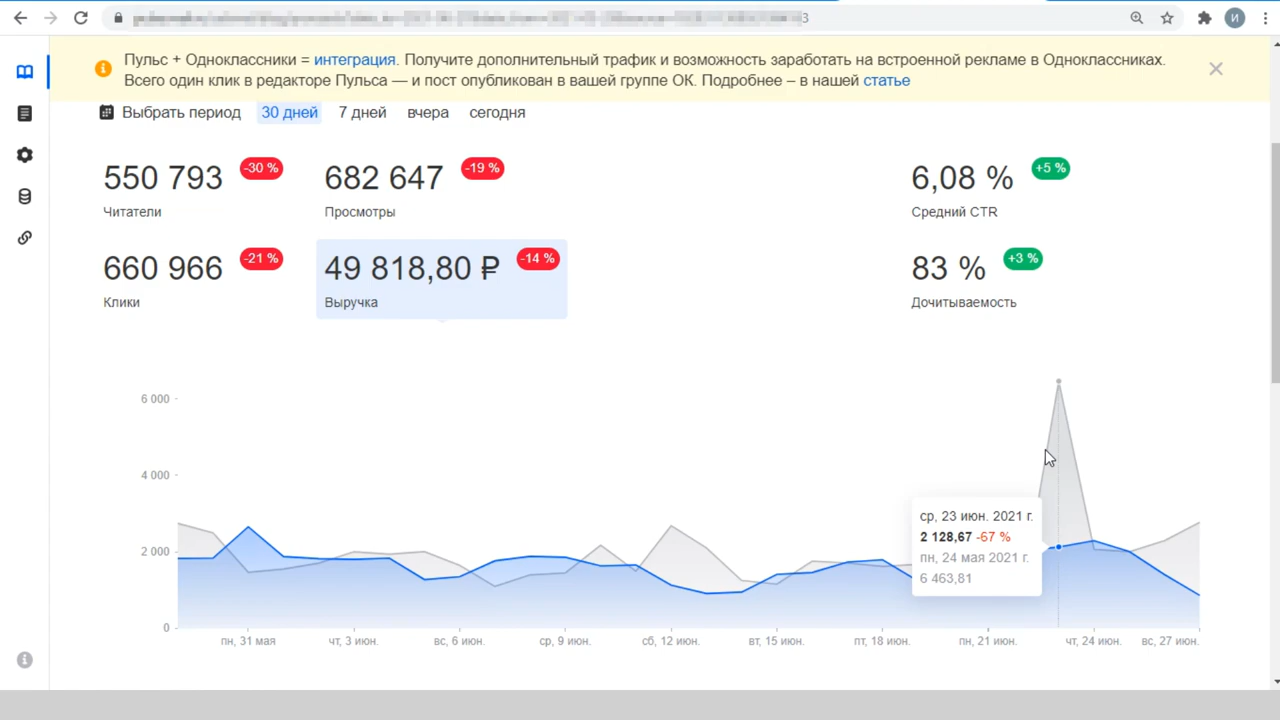 3
И
Пульс + Одноклассники = интеграция. Получите дополнительный трафик и возможность заработать на встроенной рекламе в Одноклассниках.
Всего один клик в редакторе Пульса — и пост опубликован в вашей группе ОК. Подробнее – в нашей статье
Выбрать период 30 дней 7 дней вчера сегодня
550 793 -30 % 682 647 -19 % 6,08 % +5 %
Читатели Просмотры Средний CTR
660 966 -21 % 49 818,80 ₽ -14 % 83 % +3 %
Клики Выручка Дочитываемость
6 000
4 000
2 000
0
ср, 23 июн. 2021 г.
2 128,67 -67 %
пн, 24 мая 2021 г.
6 463,81
пн, 31 мая чт, 3 июн. вс, 6 июн. ср, 9 июн. сб, 12 июн. вт, 15 июн. пт, 18 июн. пн, 21 июн. чт, 24 июн. вс, 27 июн.